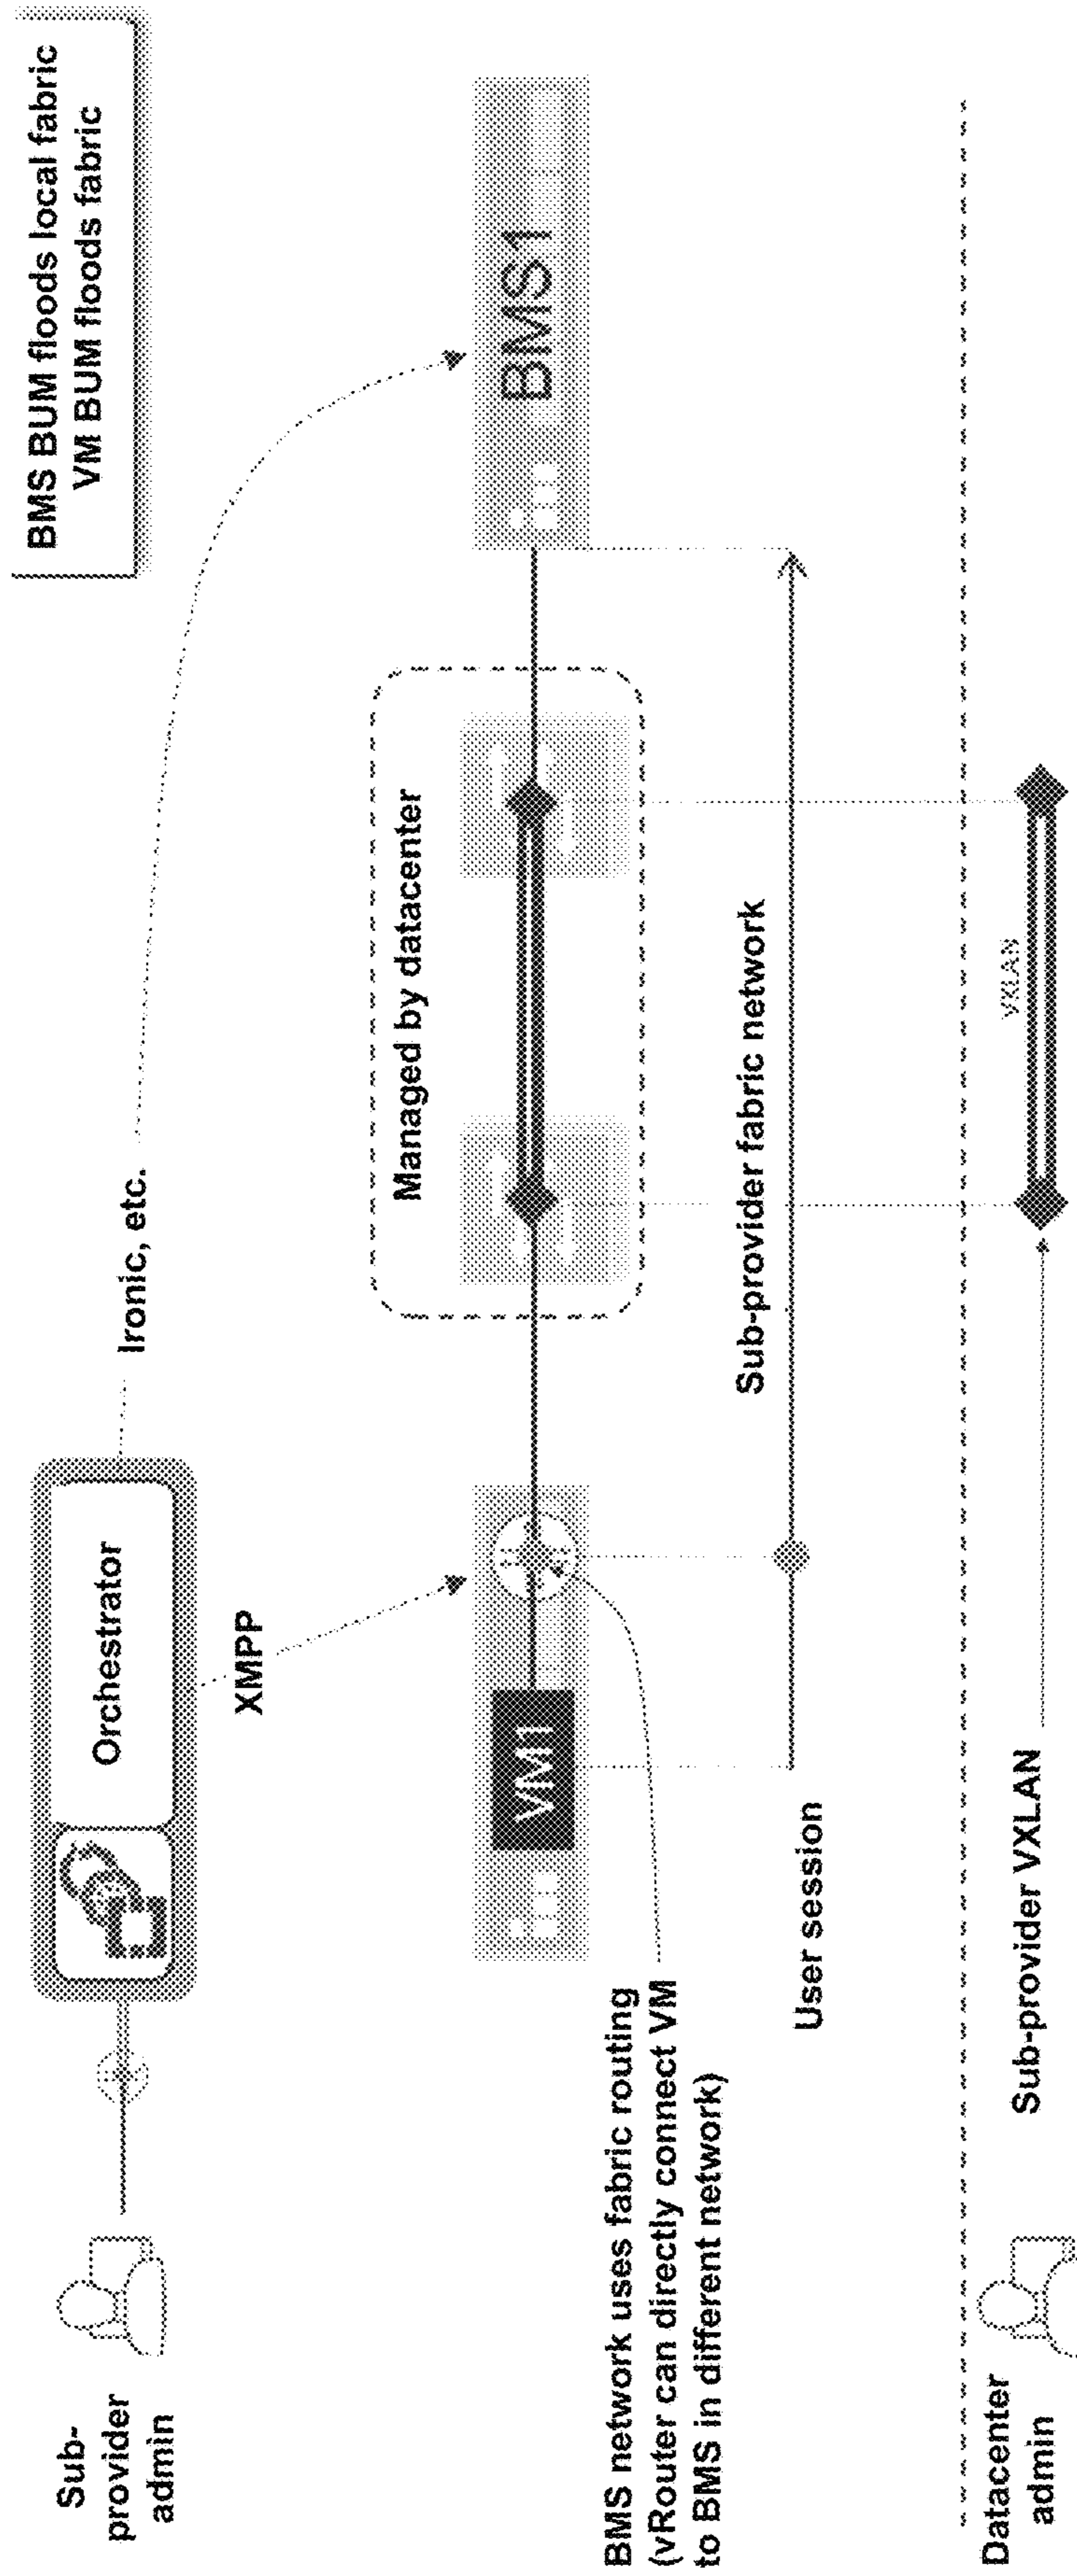 Sub-
provider
admin
Orchestrator
Ironic, etc.
XMPP
BMS BUM floods local fabric
VM BUM floods fabric
VM1
Managed by datacenter
BMS1
BMS network uses fabric routing
(vRouter can directly connect VM
to BMS in different network)
Sub-provider fabric network
User session
Datacenter
admin
Sub-provider VXLAN
VXLAN